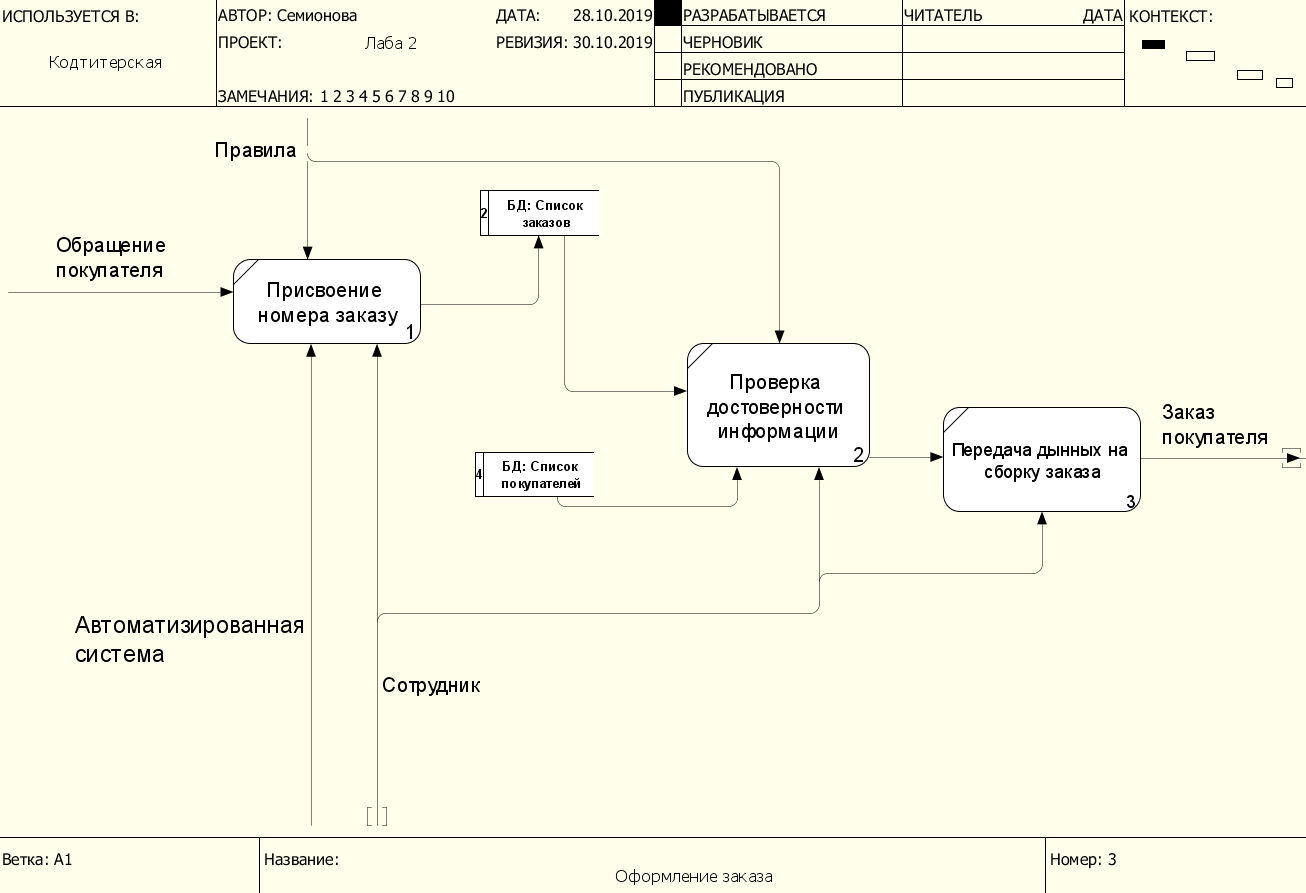 ИСПОЛЬЗУЕТСЯ В:
Кодтитерская
АВТОР: Семионова
ДАТА: 28.10.2019
ПРОЕКТ: Лаба 2
РЕВИЗИЯ: 30.10.2019
ЗАМЕЧАНИЯ: 1 2 3 4 5 6 7 8 9 10
РАЗРАБАТЫВАЕТСЯ
ЧЕРНОВИК
РЕКОМЕНДОВАНО
ПУБЛИКАЦИЯ
ЧИТАТЕЛЬ
ДАТА
КОНТЕКСТ:
Правила
2
БД: Список
заказов
Обращение
покупателя
Присвоение
номера заказу
1
Проверка
достоверности
информации
2
Заказ
покупателя
Передача дынных на
сборку заказа
3
4
БД: Список
покупателей
Автоматизированная
система
Сотрудник
Ветка: A1
Название:
Оформление заказа
Номер: 3